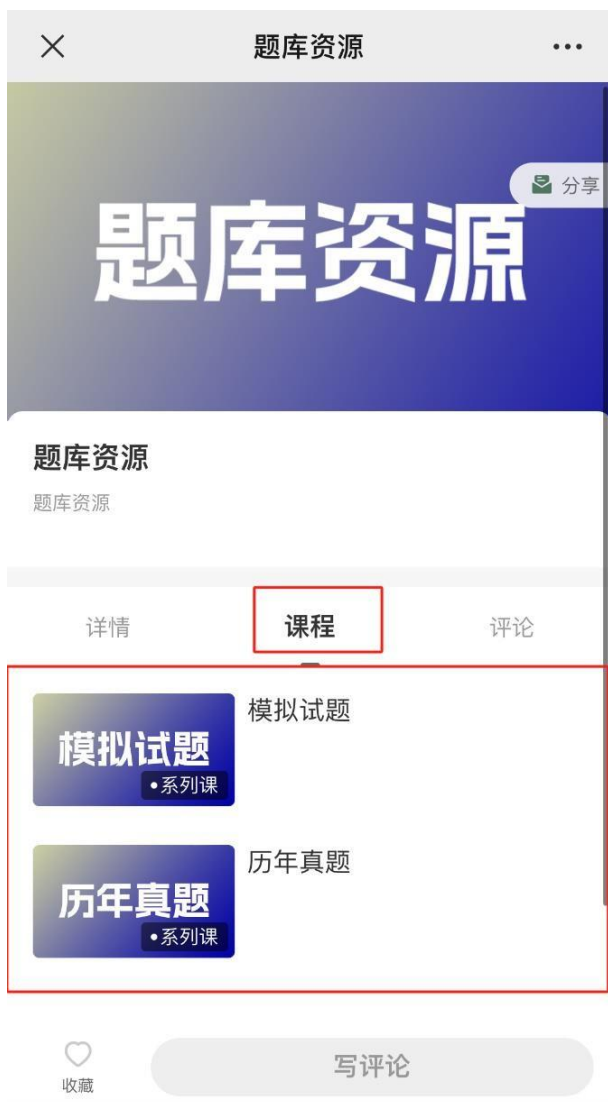 题库资源
分享
题库资源
题库资源
题库资源
详情 课程 评论
模拟试题
•系列课
模拟试题
历年真题
•系列课
历年真题
收藏
写评论